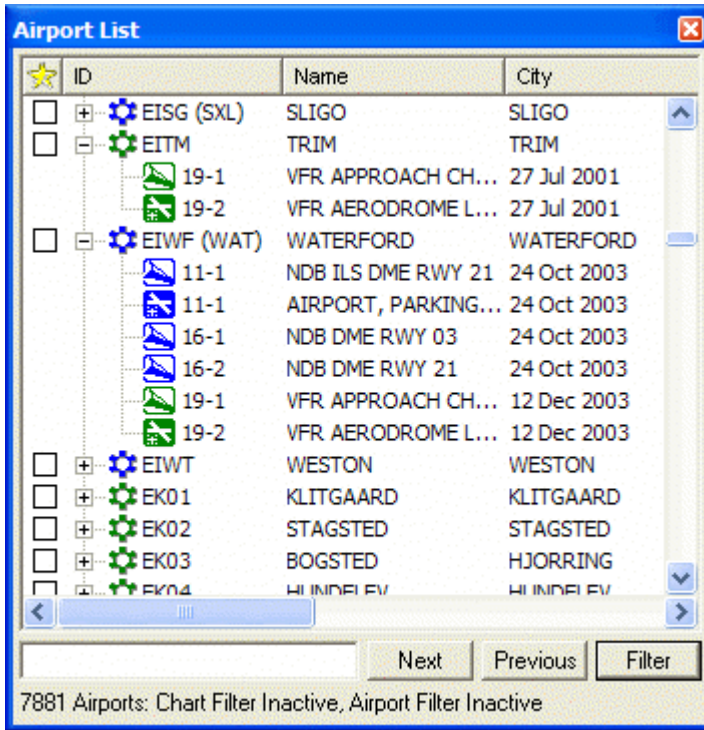 Airport List
ID Name City
EISG (SXL) SLIGO SLIGO
EITM TRIM TRIM
19-1 VFR APPROACH CH... 27 Jul 2001
19-2 VFR AERODROME L... 27 Jul 2001
EIWF (WAT) WATERFORD WATERFORD
11-1 NDB ILS DME RWY 21 24 Oct 2003
11-1 AIRPORT, PARKING... 24 Oct 2003
16-1 NDB DME RWY 03 24 Oct 2003
16-2 NDB DME RWY 21 24 Oct 2003
19-1 VFR APPROACH CH... 12 Dec 2003
19-2 VFR AERODROME L... 12 Dec 2003
EIWT WESTON WESTON
EK01 KLITGAARD KLITGAARD
EK02 STAGSTED STAGSTED
EK03 BOGSTED HJORRING
EK04 HUNDELEV HUNDELEV
Next Previous Filter
7881 Airports: Chart Filter Inactive, Airport Filter Inactive